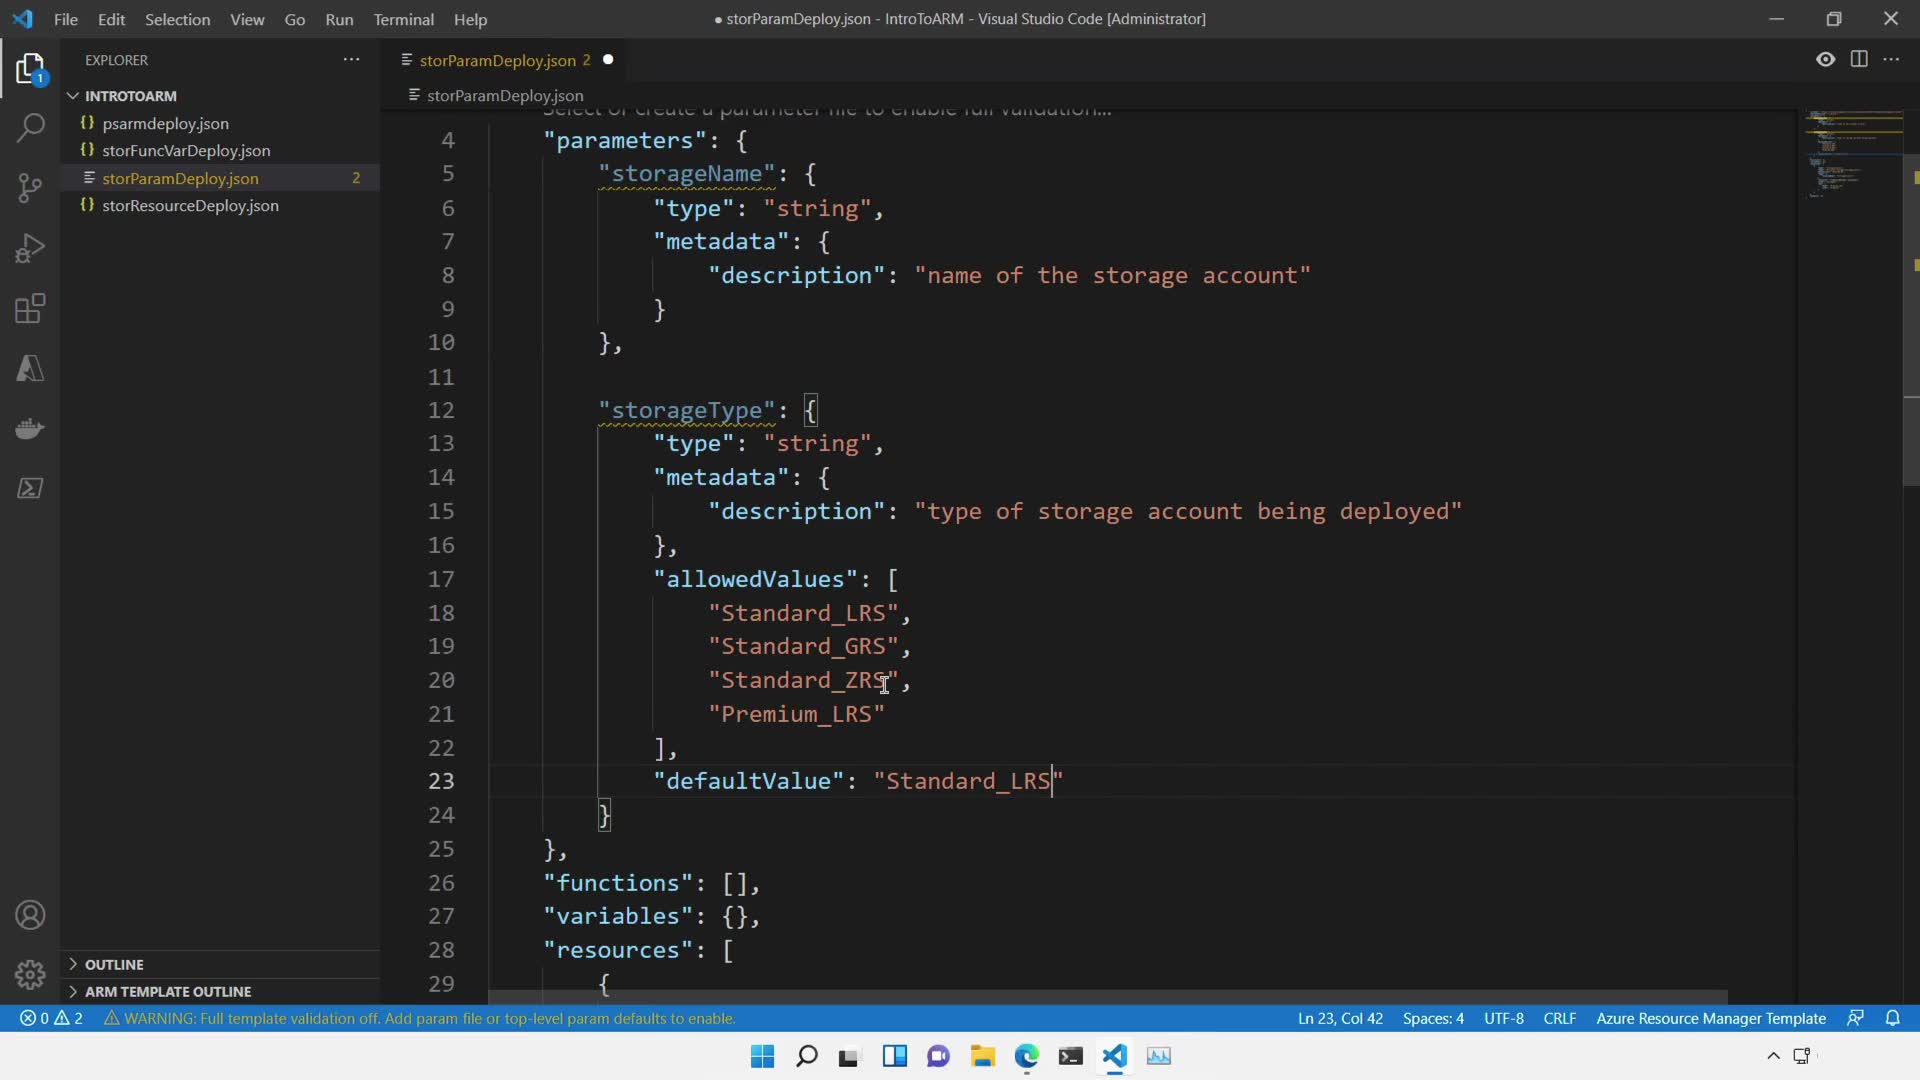 File Edit Selection View Go Run Terminal Help
● storParamDeploy.json - IntroToARM - Visual Studio Code [Administrator]
EXPLORER
storParamDeploy.json 2
1
INTROTOARM
storParamDeploy.json
psarmdeploy.json
storFuncVarDeploy.json
storParamDeploy.json 2
storResourceDeploy.json
Select or create a parameter file to enable full validation...
4 "parameters": {
5 "storageName": {
6 "type": "string",
7 "metadata": {
8 "description": "name of the storage account"
9 }
10 },
11
12 "storageType": {
13 "type": "string",
14 "metadata": {
15 "description": "type of storage account being deployed"
16 },
17 "allowedValues": [
18 "Standard_LRS",
19 "Standard_GRS",
20 "Standard_ZRS",
21 "Premium_LRS"
22 ],
23 "defaultValue": "Standard_LRS"
24 }
25 },
26 "functions": [],
27 "variables": {},
28 "resources": [
29 {
OUTLINE
ARM TEMPLATE OUTLINE
0 2 WARNING: Full template validation off. Add param file or top-level param defaults to enable. Ln 23, Col 42 Spaces: 4 UTF-8 CRLF Azure Resource Manager Template